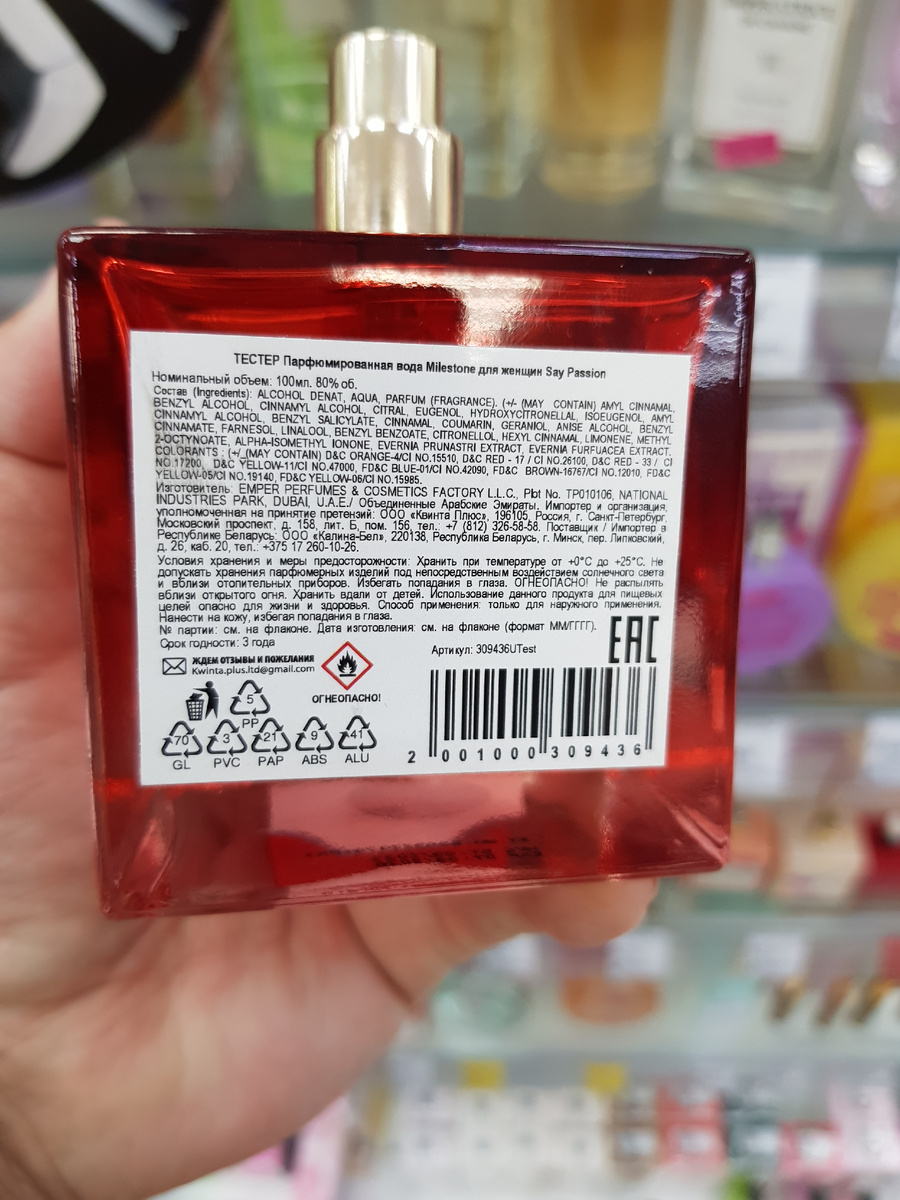 ТЕСТЕР Парфюмированная вода Milestone для женщин Say Passion
Номинальный объем: 100мл. 80% об.
Состав (Ingredients): ALCOHOL DENAT, AQUA, PARFUM (FRAGRANCE). (+/- (MAY CONTAIN) AMYL CINNAMAL,
BENZYL ALCOHOL, CINNAMYL ALCOHOL, CITRAL, EUGENOL, HYDROXYCITRONELLAL, ISOEUGENOL, AMYL
CINNAMYL ALCOHOL, BENZYL SALICYLATE, CINNAMAL, COUMARIN, GERANIOL, ANISE ALCOHOL, BENZYL
CINNAMATE, FARNESOL, LINALOOL, BENZYL BENZOATE, CITRONELLOL, HEXYL CINNAMAL, LIMONENE, METHYL
2-OCTYNOATE, ALPHA-ISOMETHYL IONONE, EVERNIA PRUNASTRI EXTRACT, EVERNIA FURFUACEA EXTRACT.
COLORANTS : (+/_(MAY CONTAIN) D&C ORANGE-4/CI NO.15510, D&C RED - 17 / CI NO.26100, D&C RED - 33 / CI
NO.17200, D&C YELLOW-11/CI NO.47000, FD&C BLUE-01/CI NO.42090, FD&C BROWN-16767/CI NO.12010, FD&C
YELLOW-05/CI NO.19140, FD&C YELLOW-06/CI NO.15985.
Изготовитель: EMPER PERFUMES & COSMETICS FACTORY L.L.C., Plot No. TP010106, NATIONAL
INDUSTRIES PARK, DUBAI, U.A.E./ Объединенные Арабские Эмираты. Импортер и организация,
уполномоченная на принятие претензий: ООО «Квинта Плюс», 196105, Россия, г. Санкт-Петербург,
Московский проспект, д. 158, лит. Б, пом. 156, тел.: +7 (812) 326-58-58. Поставщик / Импортер в
Республике Беларусь: ООО «Калина-Бел», 220138, Республика Беларусь, г. Минск, пер. Липковский,
д. 26, каб. 20, тел.: +375 17 260-10-26.
Условия хранения и меры предосторожности: Хранить при температуре от +0°C до +25°C. Не
допускать хранения парфюмерных изделий под непосредственным воздействием солнечного света
и вблизи отопительных приборов. Избегать попадания в глаза. ОГНЕОПАСНО! Не распылять
вблизи открытого огня. Хранить вдали от детей. Использование данного продукта для пищевых
целей опасно для жизни и здоровья. Способ применения: только для наружного применения.
Нанести на кожу, избегая попадания в глаза.
№ партии: см. на флаконе. Дата изготовления: см. на флаконе (формат ММ/ГГГГ).
Срок годности: 3 года
EAC
Артикул: 309436UTest
ЖДЕМ ОТЗЫВЫ И ПОЖЕЛАНИЯ
Kwinta.plus.ltd@gmail.com
ОГНЕОПАСНО!
5
PP
70
GL
3
PVC
21
PAP
9
ABS
41
ALU
2 001000 309436